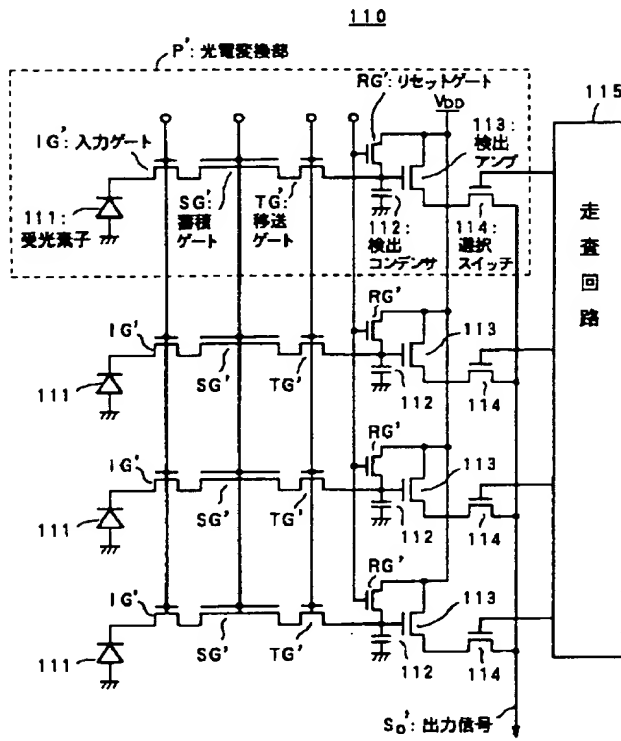 110
P': 光電変換部
RG': リセットゲート
VDD
115
IG': 入力ゲート
113:
検出
アンプ
SG':
蓄積
ゲート
TG':
移送
ゲート
111:
受光素子
112:
検出
コンデンサ
114:
選択
スイッチ
走査回路
RG'
IG'
113
111
SG'
TG'
112
114
RG'
IG'
113
111
SG'
TG'
112
114
RG'
IG'
113
111
SG'
TG'
112
114
SO': 出力信号